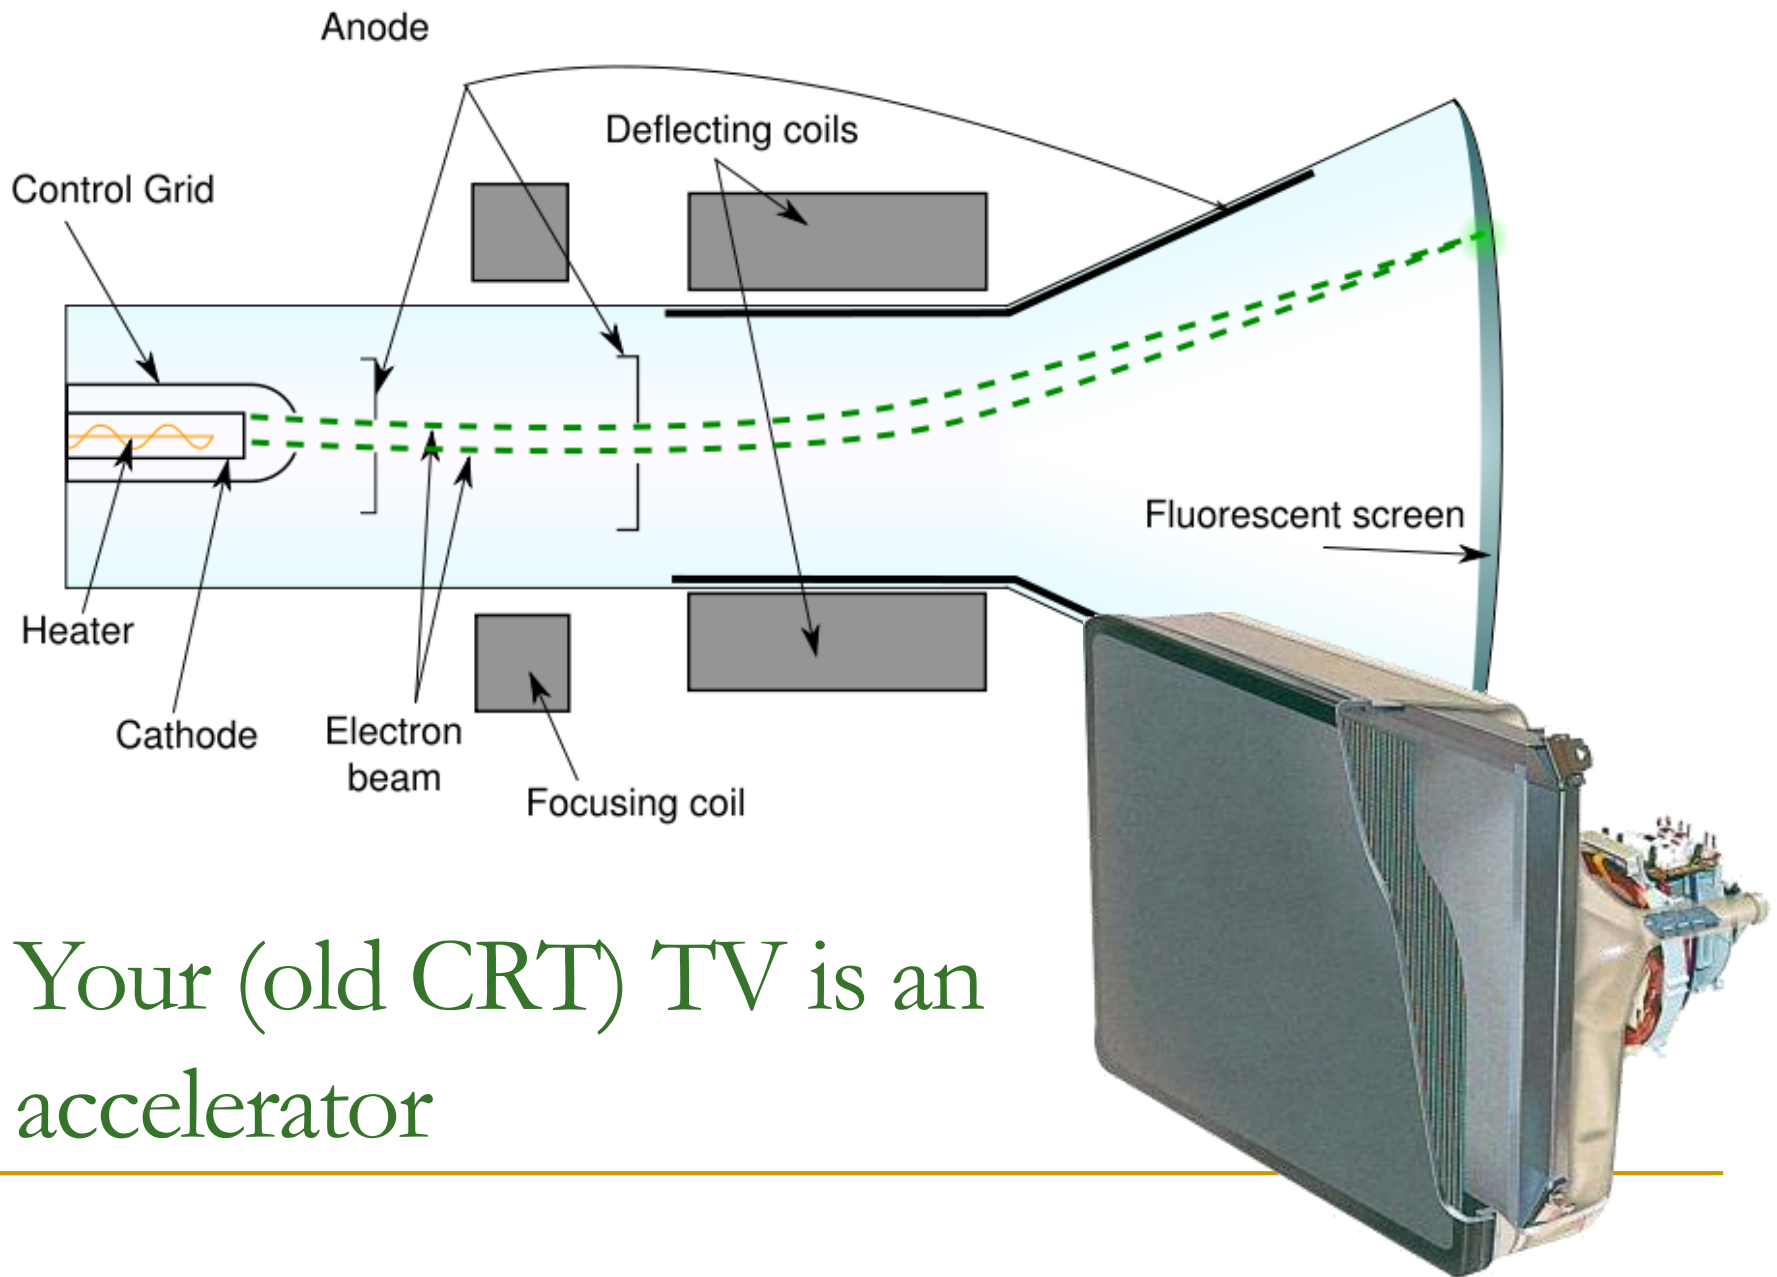 Anode
Deflecting coils
Control Grid
Fluorescent screen
Heater
Cathode
Electron
beam
Focusing coil
Your (old CRT) TV is an
accelerator